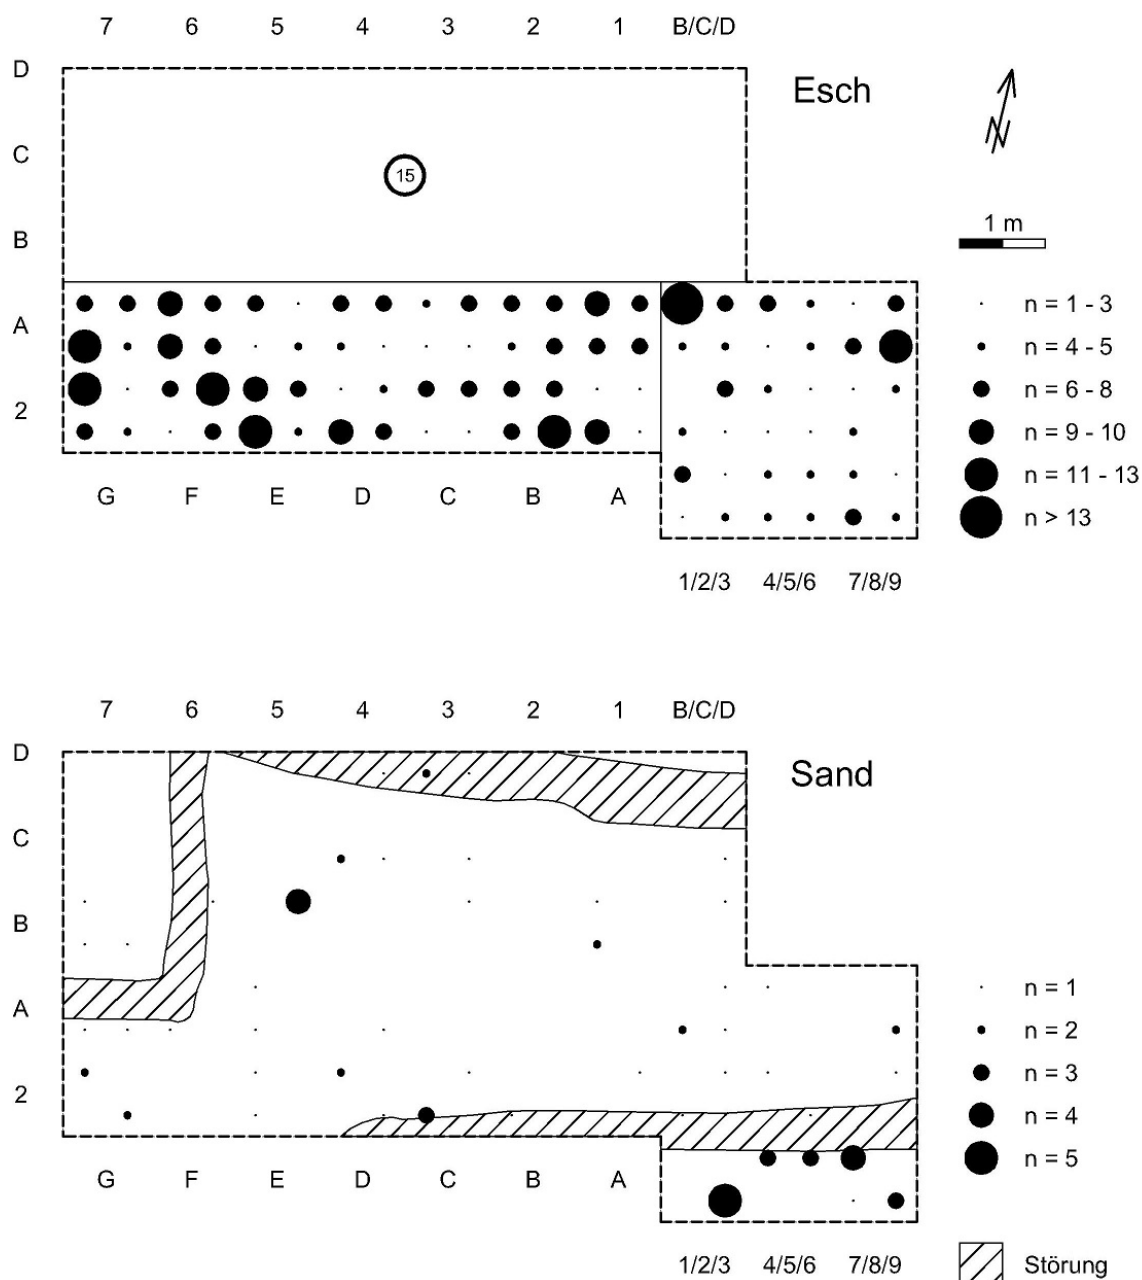 7 6 5 4 3 2 1 B/C/D
D
Esch
N
C
15
1 m
B
n = 1 - 3
A
n = 4 - 5
n = 6 - 8
2
n = 9 - 10
n = 11 - 13
G F E D C B A
n > 13
1/2/3 4/5/6 7/8/9
7 6 5 4 3 2 1 B/C/D
D
Sand
C
B
n = 1
A
n = 2
n = 3
2
n = 4
n = 5
G F E D C B A
1/2/3 4/5/6 7/8/9
Störung